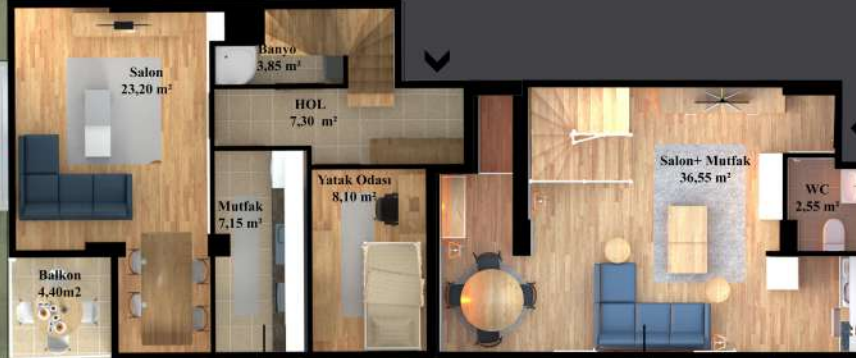 Salon
23,20 m²
Banyo
3,85 m²
HOL
7,30 m²
Mutfak
7,15 m²
Yatak Odası
8,10 m²
Balkon
4,40m2
Salon+ Mutfak
36,55 m²
WC
2,55 m²